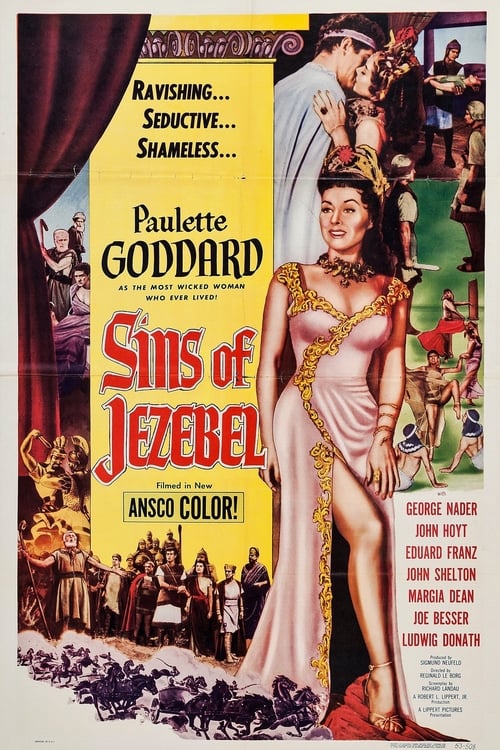 RAVISHING...
SEDUCTIVE...
SHAMELESS...
Paulette
GODDARD
AS THE MOST WICKED WOMAN
WHO EVER LIVED!
Sins of
JEZEBEL
Filmed in New
ANSCO COLOR!
with
GEORGE NADER
JOHN HOYT
EDUARD FRANZ
JOHN SHELTON
MARGIA DEAN
JOE BESSER
LUDWIG DONATH
Produced by
SIGMUND NEUFELD
Directed by
REGINALD LE BORG
Screenplay by
RICHARD LANDAU
A ROBERT L. LIPPERT, JR.
Production
A LIPPERT PICTURES
Presentation
53-508